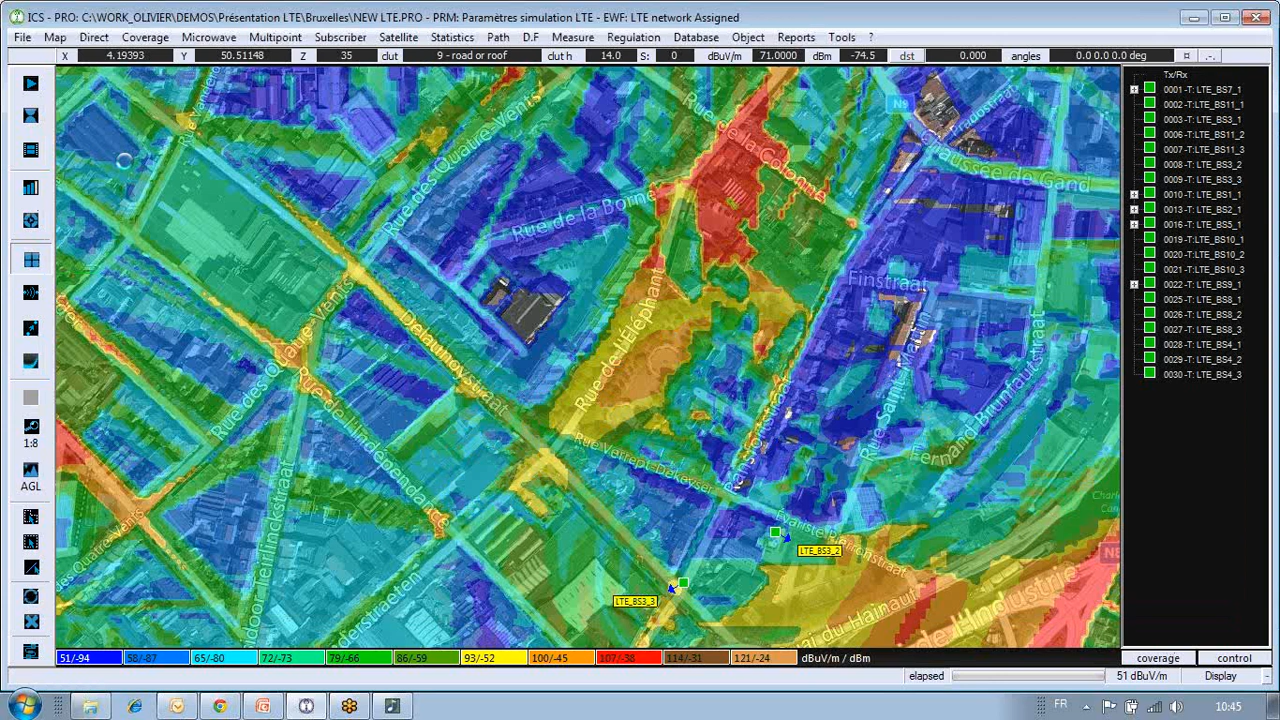 ICS - PRO: C:\WORK_OLIVIER\DEMOS\Présentation LTE\Bruxelles\NEW LTE.PRO - PRM: Paramètres simulation LTE - EWF: LTE network Assigned
File Map Direct Coverage Microwave Multipoint Subscriber Satellite Statistics Path D.F Measure Regulation Database Object Reports Tools ?
X 4.19393 Y 50.51148 Z 35 clut 9 - road or roof clut h 14.0 S: 0 dBuV/m 71.0000 dBm -74.5 dst 0.000 angles 0.0 0.0 0.0 deg
Tx/Rx
0001 -T: LTE_BS7_1
0002 -T: LTE_BS11_1
0003 -T: LTE_BS3_1
0006 -T: LTE_BS11_2
0007 -T: LTE_BS11_3
0008 -T: LTE_BS3_2
0009 -T: LTE_BS3_3
0010 -T: LTE_BS1_1
0013 -T: LTE_BS2_1
0016 -T: LTE_BS5_1
0019 -T: LTE_BS10_1
0020 -T: LTE_BS10_2
0021 -T: LTE_BS10_3
0022 -T: LTE_BS9_1
0025 -T: LTE_BS8_1
0026 -T: LTE_BS8_2
0027 -T: LTE_BS8_3
0028 -T: LTE_BS4_1
0029 -T: LTE_BS4_2
0030 -T: LTE_BS4_3
Rue des Quatre Vents
Rue de la Colonne
N9
Chaussée de Gand
Rue de la Borne
Finstraat
Rue de l'Éléphant
Delaunoystraat
Rue des Quatre Vents
Rue de l'Indépendance
Rue Vertept-Dekeyser
Rue Saint-Martin
Fernand Brunfautstraat
Evariste Pierronstraat
LTE_BS3_2
LTE_BS3_3
des Quatre Vents
Quai du Hainaut
de l'Industrie
1:8
AGL
51/-94 58/-87 65/-80 72/-73 79/-66 86/-59 93/-52 100/-45 107/-38 114/-31 121/-24 dBuV/m / dBm
coverage control
elapsed 51 dBuV/m Display
FR 10:45